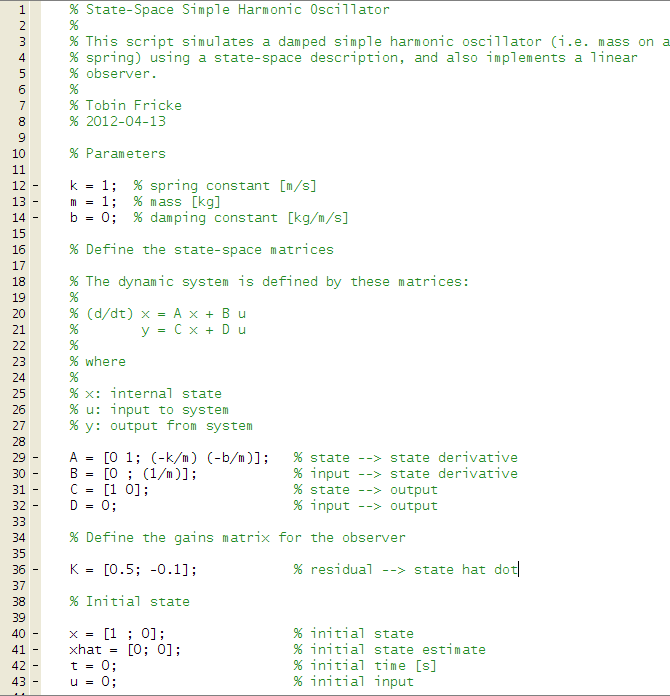 1 % State-Space Simple Harmonic Oscillator
2 %
3 % This script simulates a damped simple harmonic oscillator (i.e. mass on a
4 % spring) using a state-space description, and also implements a linear
5 % observer.
6 %
7 % Tobin Fricke
8 % 2012-04-13
9
10 % Parameters
11
12 - k = 1; % spring constant [m/s]
13 - m = 1; % mass [kg]
14 - b = 0; % damping constant [kg/m/s]
15
16 % Define the state-space matrices
17
18 % The dynamic system is defined by these matrices:
19 %
20 % (d/dt) x = A x + B u
21 % y = C x + D u
22 %
23 % where
24 %
25 % x: internal state
26 % u: input to system
27 % y: output from system
28
29 - A = [0 1; (-k/m) (-b/m)]; % state --> state derivative
30 - B = [0 ; (1/m)]; % input --> state derivative
31 - C = [1 0]; % state --> output
32 - D = 0; % input --> output
33
34 % Define the gains matrix for the observer
35
36 - K = [0.5; -0.1]; % residual --> state hat dot
37
38 % Initial state
39
40 - x = [1 ; 0]; % initial state
41 - xhat = [0; 0]; % initial state estimate
42 - t = 0; % initial time [s]
43 - u = 0; % initial input